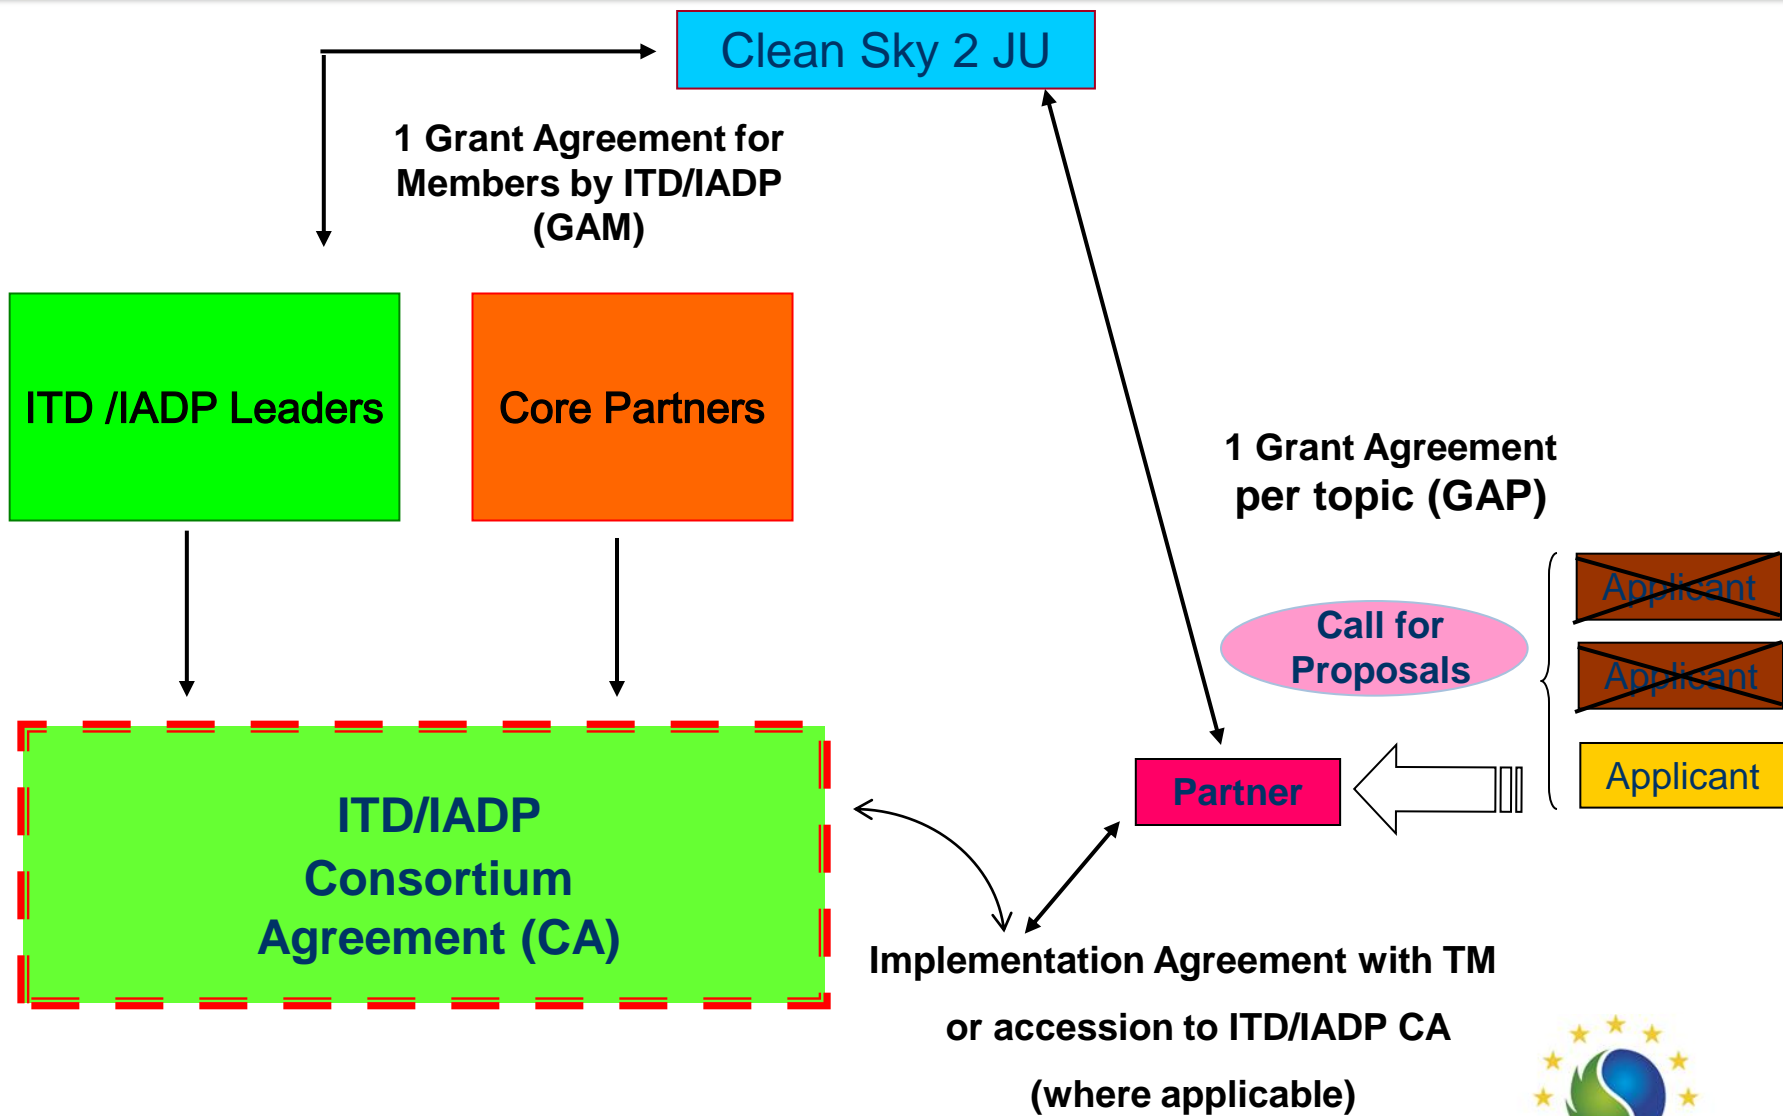 Clean Sky 2 JU
1 Grant Agreement for
Members by ITD/IADP
(GAM)
ITD /IADP Leaders
Core Partners
1 Grant Agreement
per topic (GAP)
Applicant
Call for
Proposals
Applicant
Applicant
Partner
ITD/IADP
Consortium
Agreement (CA)
Implementation Agreement with TM
or accession to ITD/IADP CA
(where applicable)